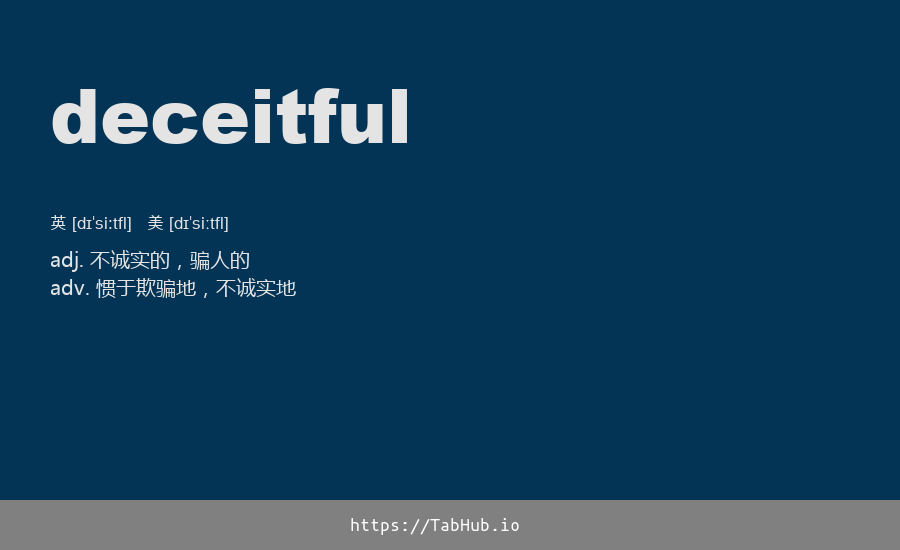 deceitful
英 [dɪˈsiːtfl] 美 [dɪˈsiːtfl]
adj. 不诚实的，骗人的
adv. 惯于欺骗地，不诚实地
https://TabHub.io